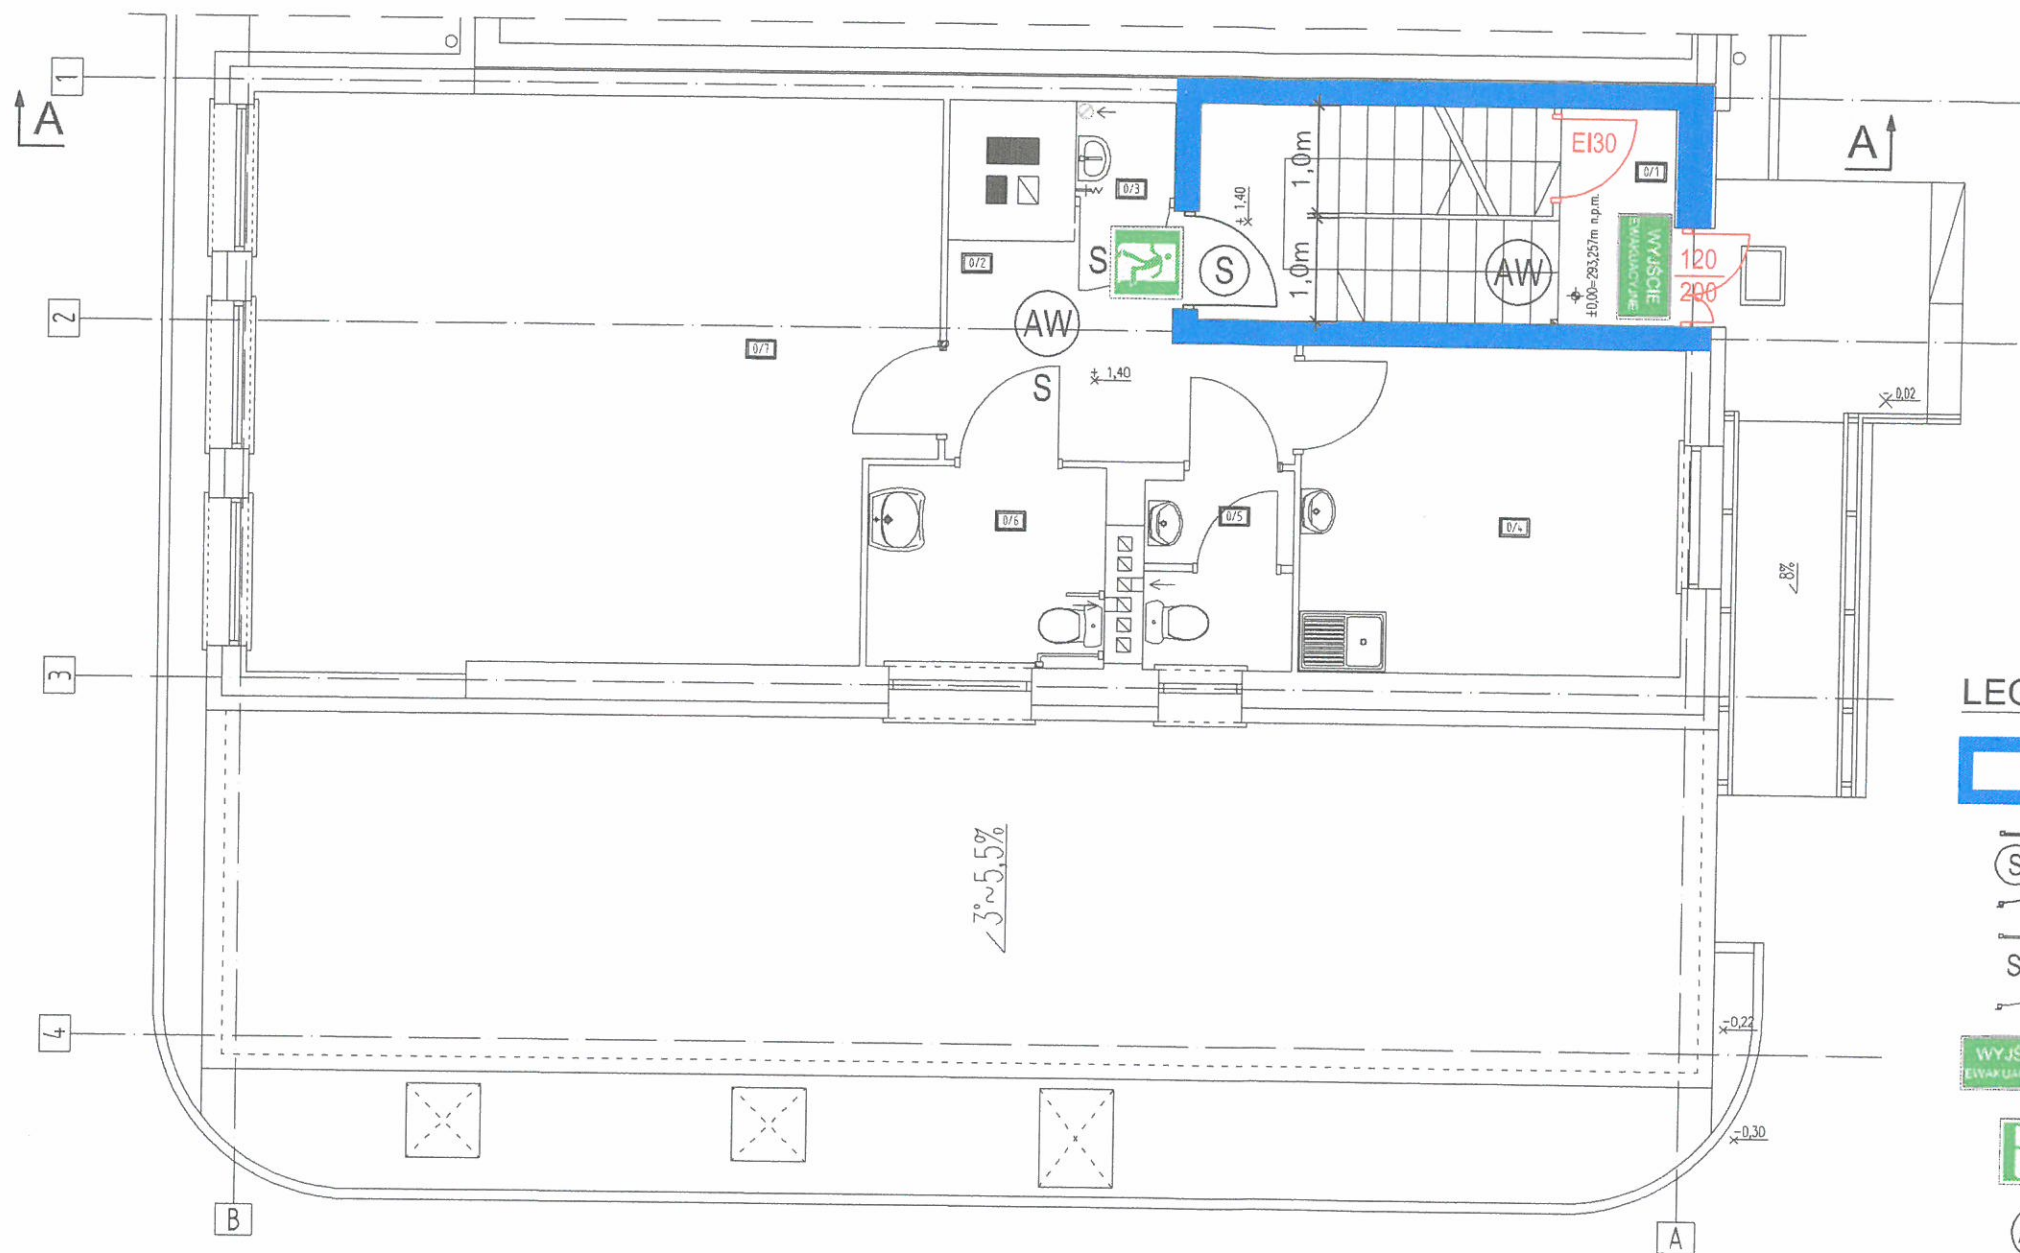 1
A
A
EI30
1,0m
0/1
0/3
+ 1,40
S
S
0/2
1,0m
AW
±0,00=293,257m n.p.m.
WYJŚCIE
EWAKUACYJNE
120
200
2
AW
0/7
S
+ 1,40
- 0,02
0/6
0/5
0/4
8%
3
LEG
3°~5,5%
S
S
4
-0,22
WYJŚ
EWAKUA
-0,30
B
A